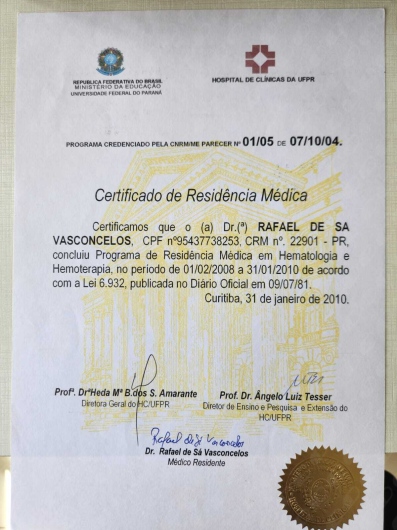 REPUBLICA FEDERATIVA DO BRASIL
MINISTÉRIO DA EDUCAÇÃO
UNIVERSIDADE FEDERAL DO PARANÁ
HOSPITAL DE CLÍNICAS DA UFPR
PROGRAMA CREDENCIADO PELA CNRM/ME PARECER Nº 01/05 DE 07/10/04.
Certificado de Residência Médica
Certificamos que o (a) Dr.(ª) RAFAEL DE SA
VASCONCELOS, CPF nº95437738253, CRM nº. 22901 - PR,
concluiu Programa de Residência Médica em Hematologia e
Hemoterapia, no período de 01/02/2008 a 31/01/2010 de acordo
com a Lei 6.932, publicada no Diário Oficial em 09/07/81.
Curitiba, 31 de janeiro de 2010.
Profª. DrªHeda Mª B.dos S. Amarante
Diretora Geral do HC/UFPR
Prof. Dr. Ângelo Luiz Tesser
Diretor de Ensino e Pesquisa e Extensão do
HC/UFPR
Rafael de Sá Vasconcelos
Dr. Rafael de Sá Vasconcelos
Médico Residente